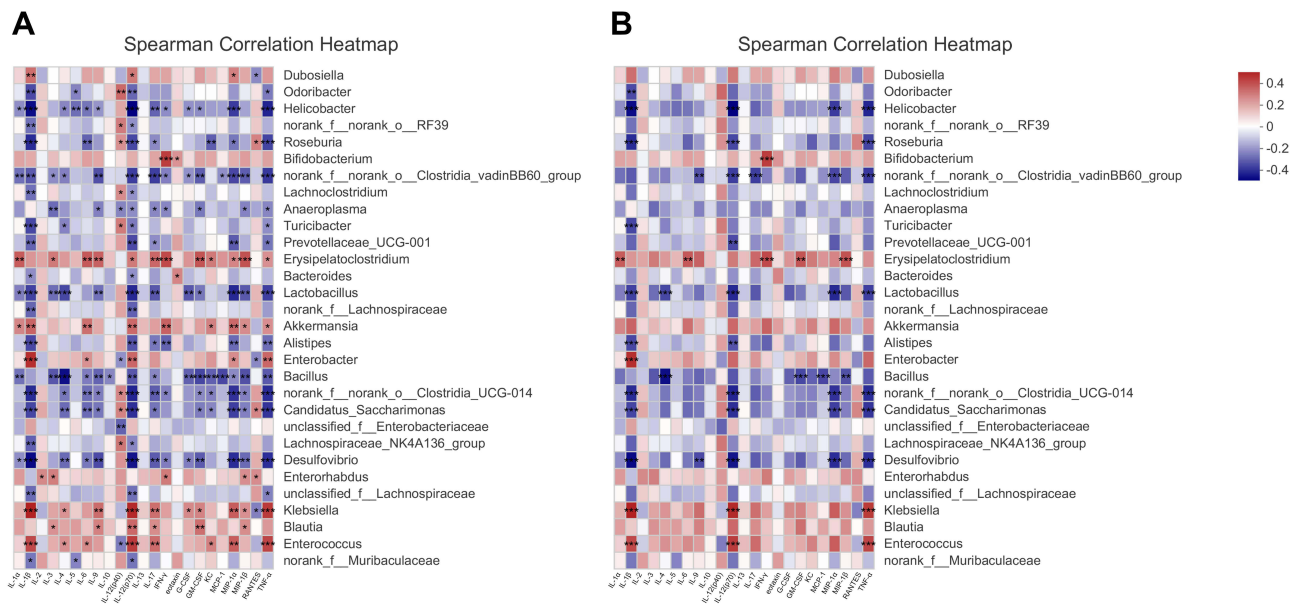 A
B
Spearman Correlation Heatmap
Spearman Correlation Heatmap
Dubosiella
Odoribacter
Helicobacter
norank_f__norank_o__RF39
Roseburia
Bifidobacterium
norank_f__norank_o__Clostridia_vadinBB60_group
Lachnoclostridium
Anaeroplasma
Turicibacter
Prevotellaceae_UCG-001
Erysipelatoclostridium
Bacteroides
Lactobacillus
norank_f__Lachnospiraceae
Akkermansia
Alistipes
Enterobacter
Bacillus
norank_f__norank_o__Clostridia_UCG-014
Candidatus_Saccharimonas
unclassified_f__Enterobacteriaceae
Lachnospiraceae_NK4A136_group
Desulfovibrio
Enterorhabdus
unclassified_f__Lachnospiraceae
Klebsiella
Blautia
Enterococcus
norank_f__Muribaculaceae
IL-1α
IL-1β
IL-2
IL-3
IL-4
IL-5
IL-6
IL-9
IL-10
IL-12(p40)
IL-12(p70)
IL-13
IL-17
IFN-γ
eotaxin
G-CSF
GM-CSF
KC
MCP-1
MIP-1α
MIP-1β
RANTES
TNF-α
Dubosiella
Odoribacter
Helicobacter
norank_f__norank_o__RF39
Roseburia
Bifidobacterium
norank_f__norank_o__Clostridia_vadinBB60_group
Lachnoclostridium
Anaeroplasma
Turicibacter
Prevotellaceae_UCG-001
Erysipelatoclostridium
Bacteroides
Lactobacillus
norank_f__Lachnospiraceae
Akkermansia
Alistipes
Enterobacter
Bacillus
norank_f__norank_o__Clostridia_UCG-014
Candidatus_Saccharimonas
unclassified_f__Enterobacteriaceae
Lachnospiraceae_NK4A136_group
Desulfovibrio
Enterorhabdus
unclassified_f__Lachnospiraceae
Klebsiella
Blautia
Enterococcus
norank_f__Muribaculaceae
IL-1α
IL-1β
IL-2
IL-3
IL-4
IL-5
IL-6
IL-9
IL-10
IL-12(p40)
IL-12(p70)
IL-13
IL-17
IFN-γ
eotaxin
G-CSF
GM-CSF
KC
MCP-1
MIP-1α
MIP-1β
RANTES
TNF-α
0.4
0.2
0
-0.2
-0.4